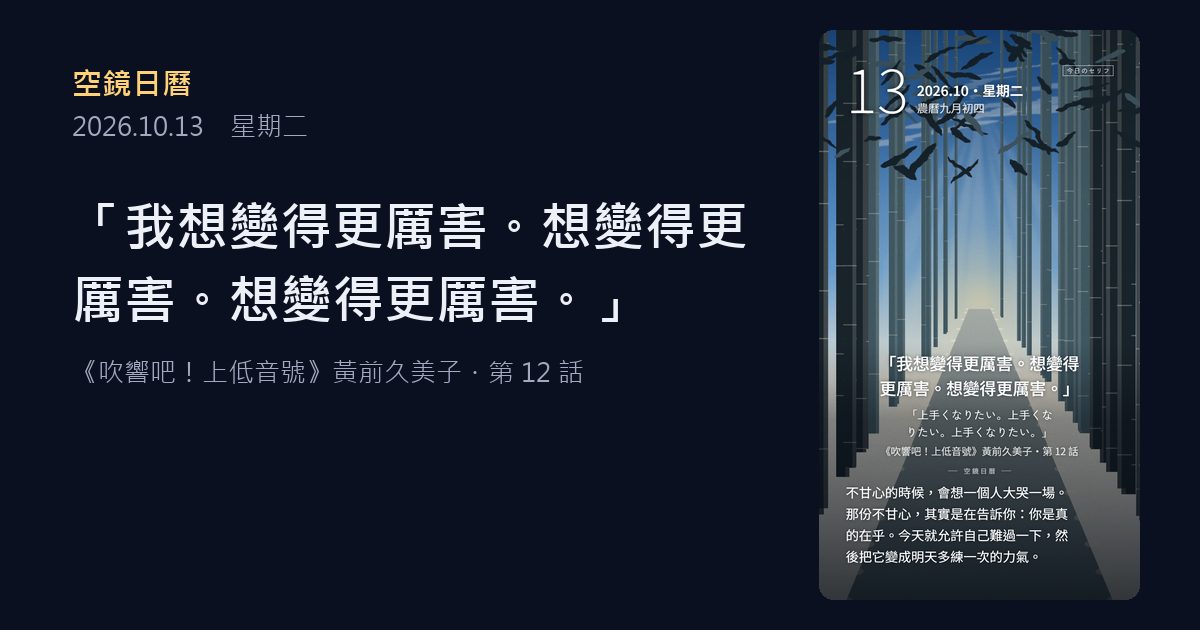 空鏡日曆
2026.10.13 星期二
「我想變得更厲害。想變得更
厲害。想變得更厲害。」
《吹響吧！上低音號》黃前久美子・第 12 話
13
2026.10・星期二
農曆九月初四
今日のセリフ
「我想變得更厲害。想變得
更厲害。想變得更厲害。」
「上手くなりたい。上手くな
りたい。上手くなりたい。」
《吹響吧！上低音號》黃前久美子・第 12 話
— 空鏡日曆 —
不甘心的時候，會想一個人大哭一場。
那份不甘心，其實是在告訴你：你是真
的在乎。今天就允許自己難過一下，然
後把它變成明天多練一次的力氣。